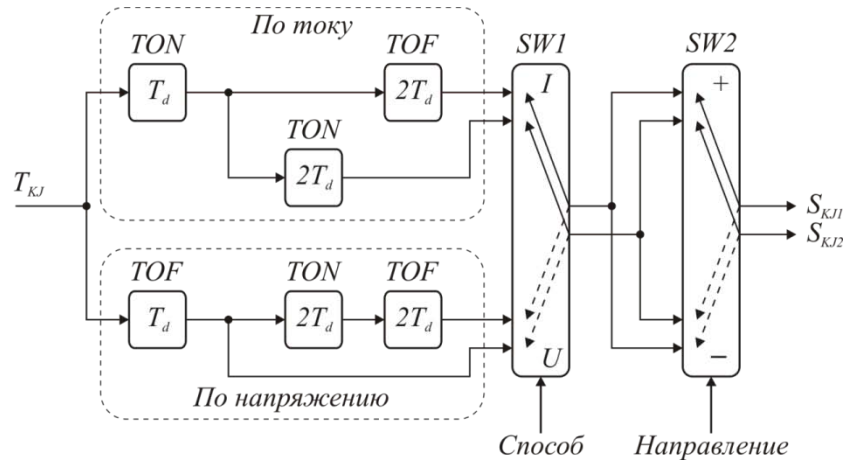 По току
TON TOF SW1 SW2
T_d 2T_d I +
TON
2T_d
T_KJ S_KJ1
S_KJ2
TOF TON TOF
T_d 2T_d 2T_d
U −
По напряжению
Способ Направление